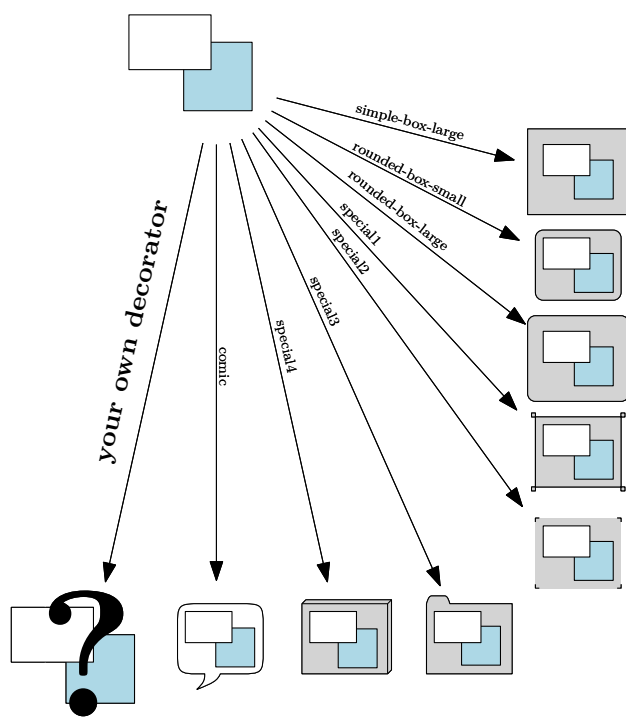 simple-box-large
rounded-box-small
rounded-box-large
special1
special2
special3
special4
comic
your own decorator
?